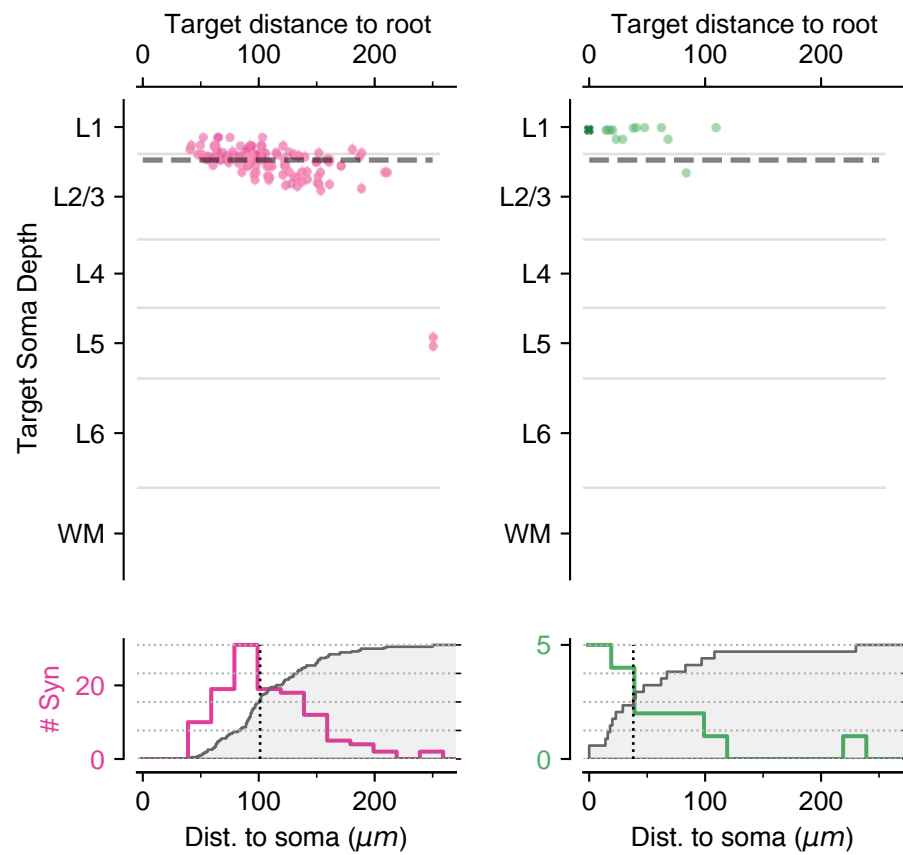 Target distance to root
Target distance to root
0 100 200
0 100 200
Target Soma Depth
L1
L2/3
L4
L5
L6
WM
L1
L2/3
L4
L5
L6
WM
# Syn
20
0
5
0
0 100 200
0 100 200
Dist. to soma (μm)
Dist. to soma (μm)